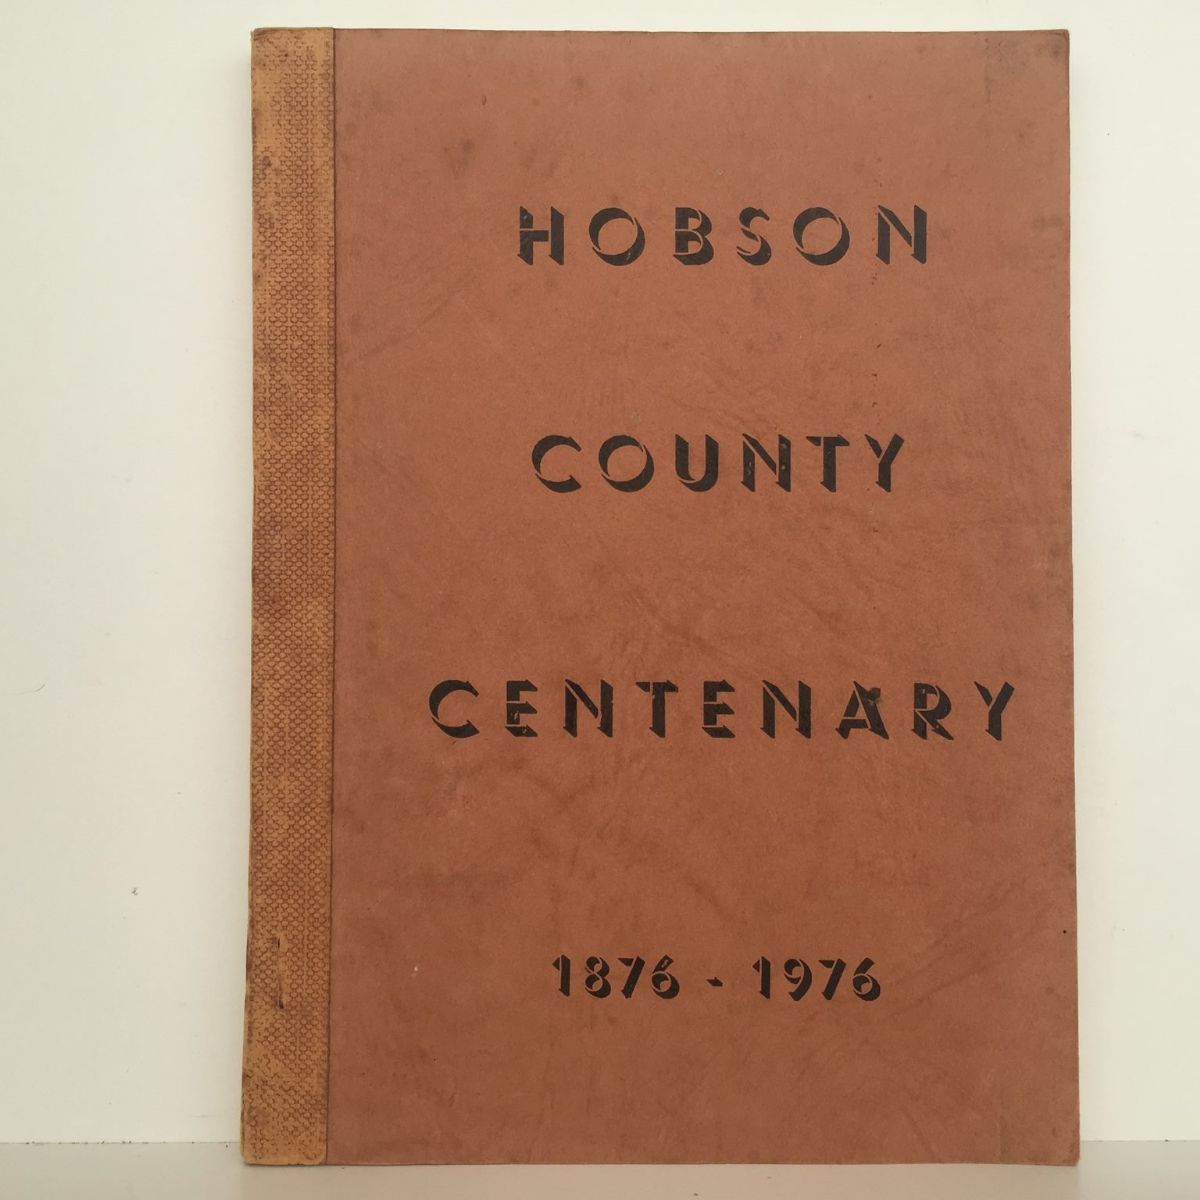 HOBSON
COUNTY
CENTENARY
1876 - 1976